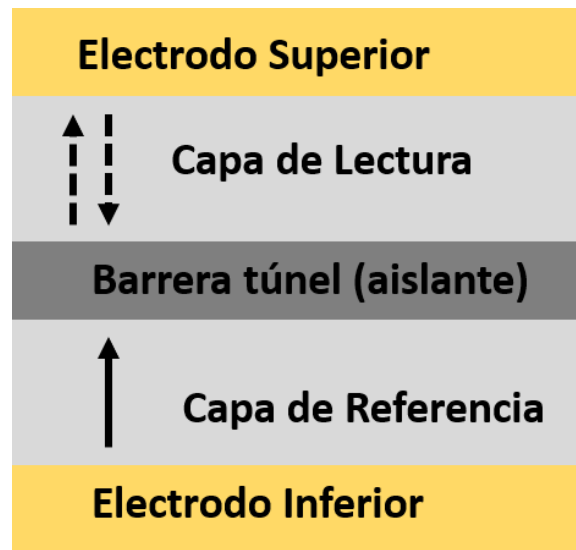 Electrodo Superior
Capa de Lectura
Barrera túnel (aislante)
Capa de Referencia
Electrodo Inferior